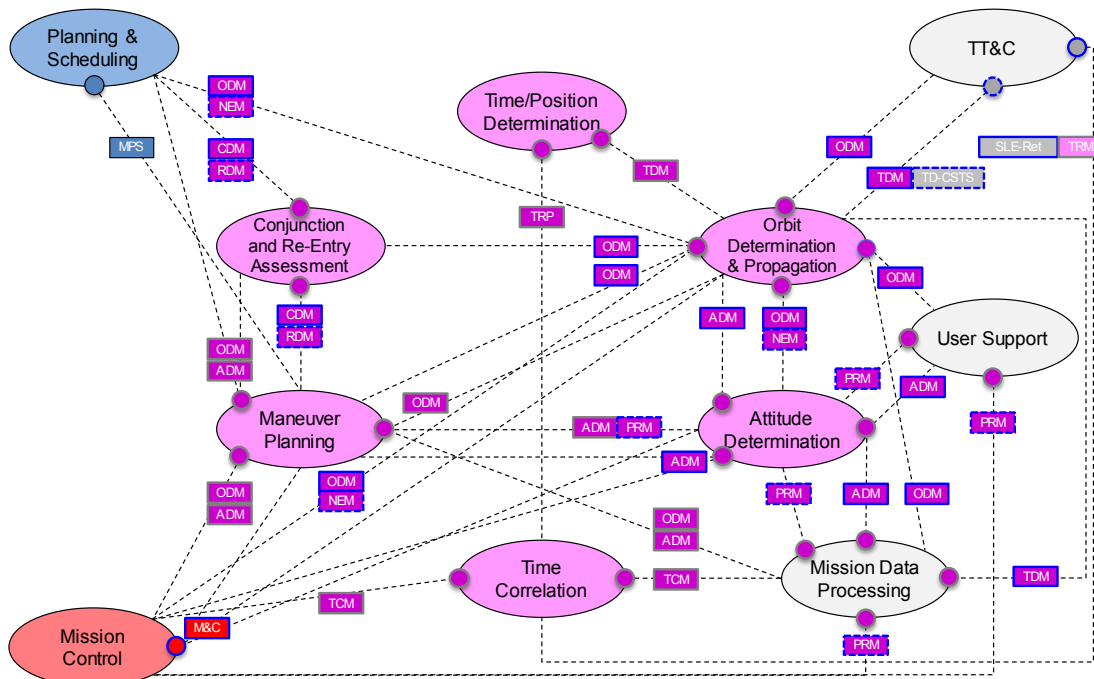 Planning &
Scheduling
TT&C
ODM
NEM
Time/Position
Determination
MPS
CDM
RDM
ODM
SLE-Ret
TRM
TDM
TDM
TD-CSTS
TRP
Conjunction
and Re-Entry
Assessment
Orbit
Determination
& Propagation
ODM
ODM
ODM
CDM
RDM
ADM
ODM
NEM
User Support
ODM
ADM
PRM
ADM
ODM
Maneuver
Planning
ADM
PRM
Attitude
Determination
PRM
ADM
ODM
NEM
ODM
ADM
PRM
ADM
ODM
ODM
ADM
Time
Correlation
Mission Data
Processing
TCM
TCM
TDM
M&C
Mission
Control
PRM